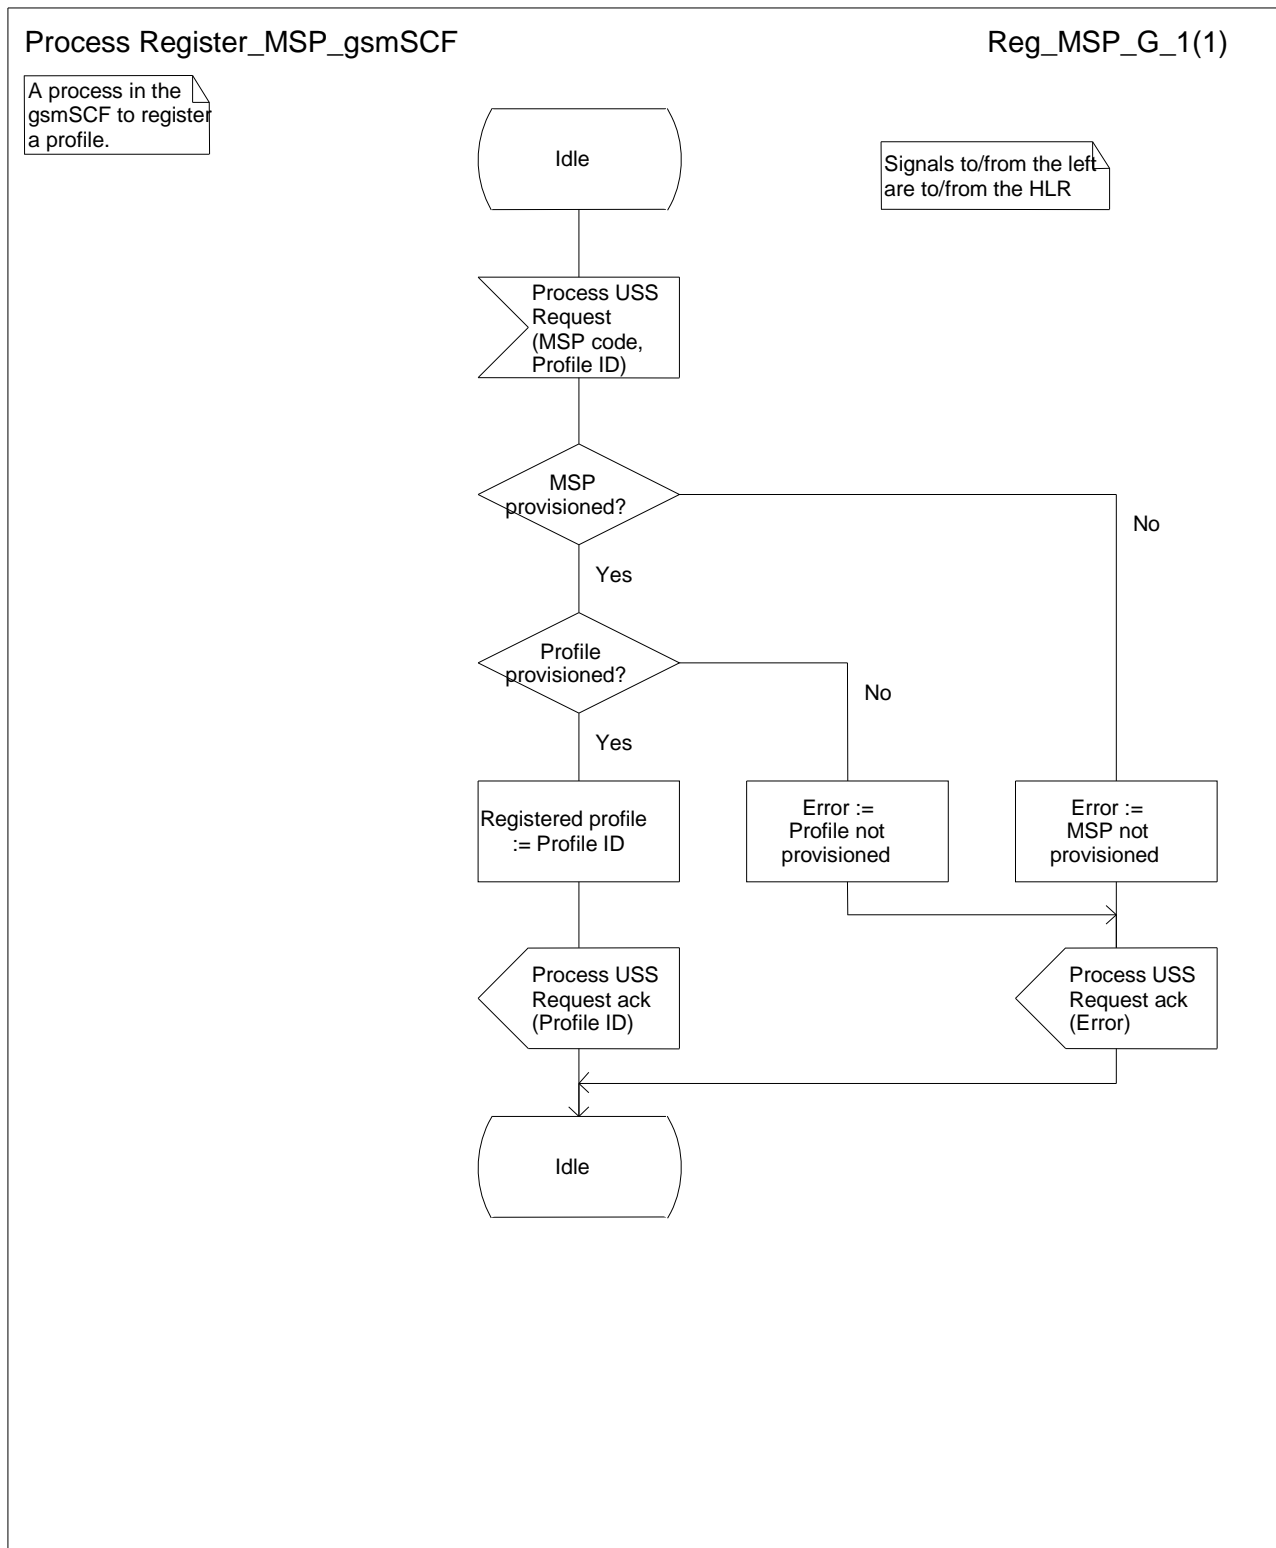 Process Register_MSP_gsmSCF
Reg_MSP_G_1(1)
A process in the
gsmSCF to register
a profile.
Idle
Signals to/from the left
are to/from the HLR
Process USS
Request
(MSP code,
Profile ID)
MSP
provisioned?
No
Yes
Profile
provisioned?
No
Yes
Registered profile
:= Profile ID
Error :=
Profile not
provisioned
Error :=
MSP not
provisioned
Process USS
Request ack
(Profile ID)
Process USS
Request ack
(Error)
Idle